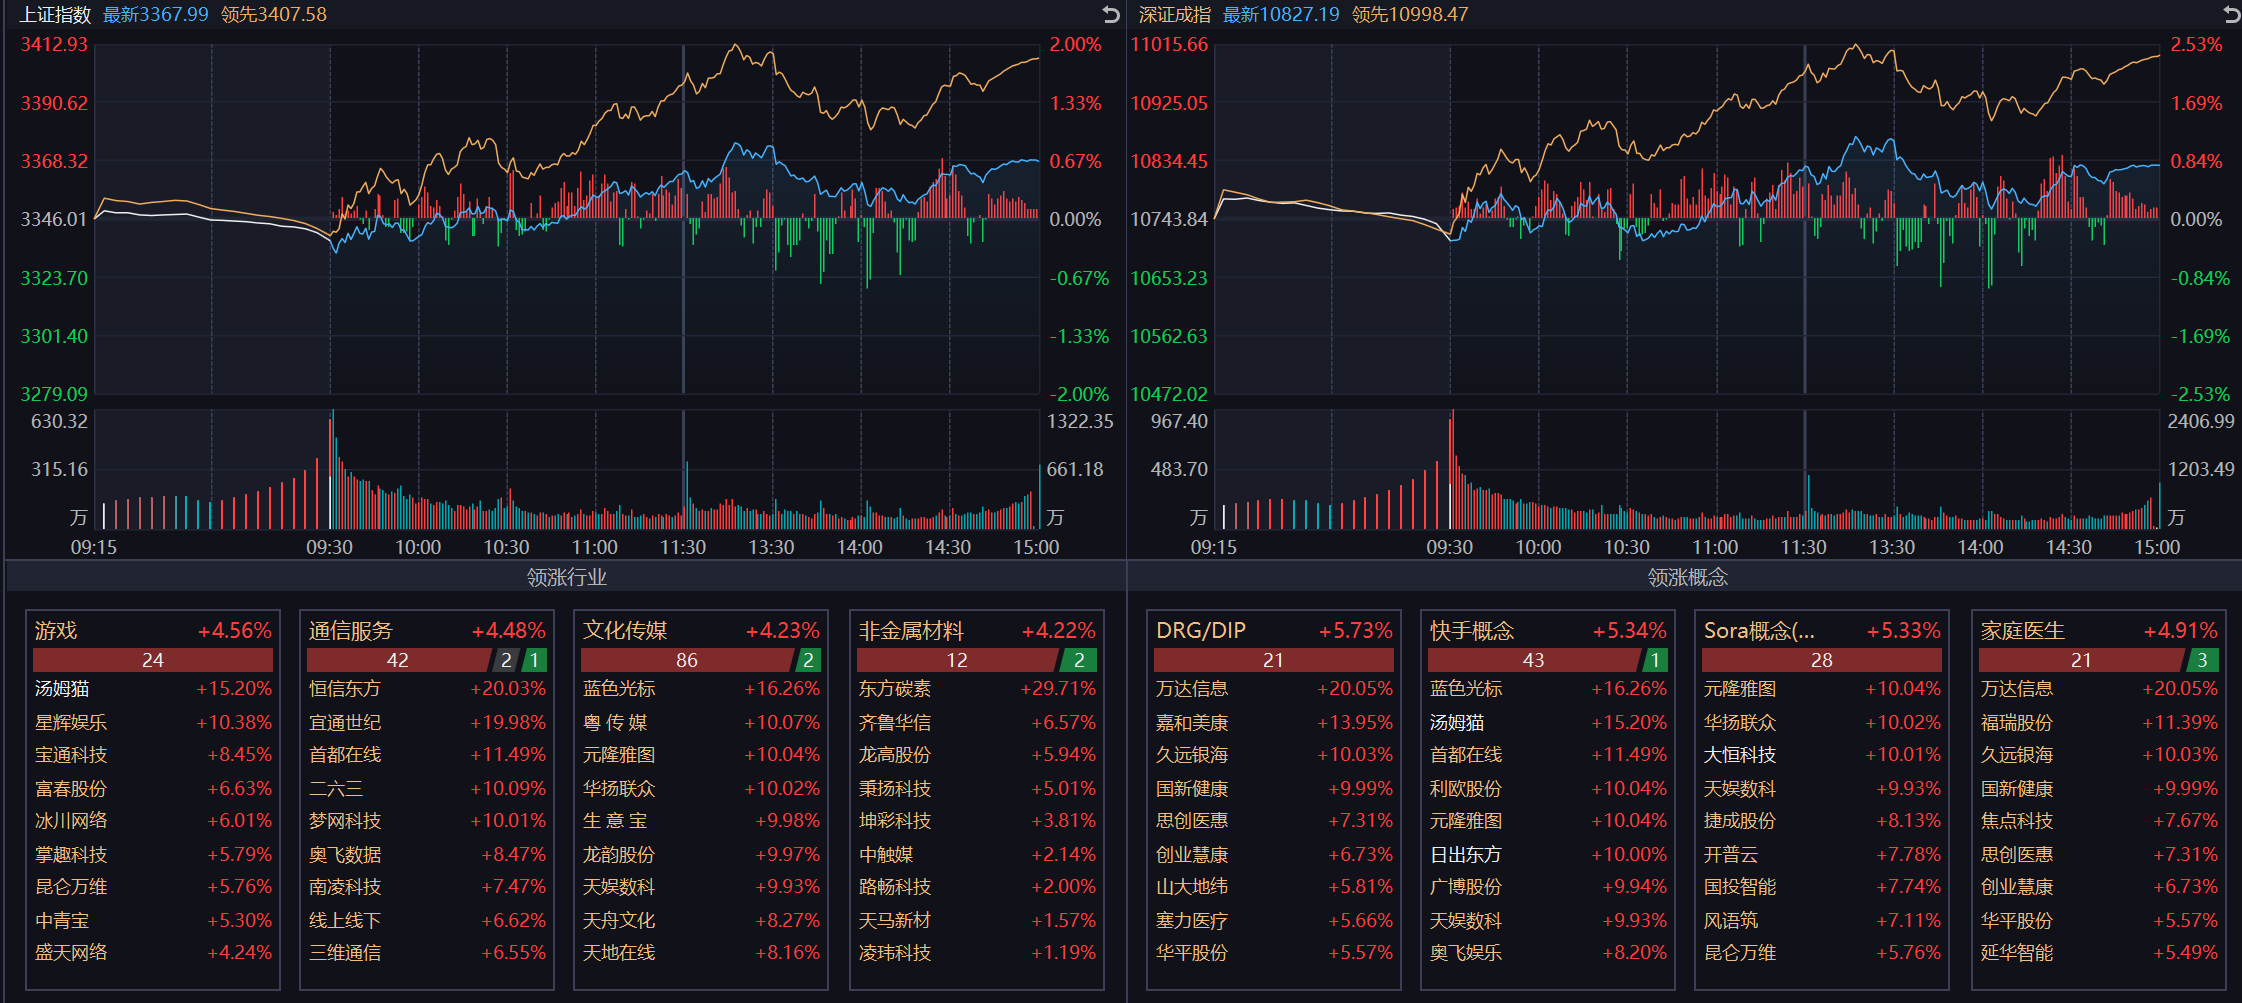 上证指数 最新3367.99 领先3407.58
3412.93 2.00%
3390.62 1.33%
3368.32 0.67%
3346.01 0.00%
3323.70 -0.67%
3301.40 -1.33%
3279.09 -2.00%
630.32 1322.35
315.16 661.18
万 万
09:15 09:30 10:00 10:30 11:00 11:30 13:30 14:00 14:30 15:00
深证成指 最新10827.19 领先10998.47
11015.66 2.53%
10925.05 1.69%
10834.45 0.84%
10743.84 0.00%
10653.23 -0.84%
10562.63 -1.69%
10472.02 -2.53%
967.40 2406.99
483.70 1203.49
万 万
09:15 09:30 10:00 10:30 11:00 11:30 13:30 14:00 14:30 15:00
领涨行业
游戏 +4.56%
24
汤姆猫 +15.20%
星辉娱乐 +10.38%
宝通科技 +8.45%
富春股份 +6.63%
冰川网络 +6.01%
掌趣科技 +5.79%
昆仑万维 +5.76%
中青宝 +5.30%
盛天网络 +4.24%
通信服务 +4.48%
42 2 1
恒信东方 +20.03%
宜通世纪 +19.98%
首都在线 +11.49%
二六三 +10.09%
梦网科技 +10.01%
奥飞数据 +8.47%
南凌科技 +7.47%
线上线下 +6.62%
三维通信 +6.55%
文化传媒 +4.23%
86 2
蓝色光标 +16.26%
粤 传 媒 +10.07%
元隆雅图 +10.04%
华扬联众 +10.02%
生 意 宝 +9.98%
龙韵股份 +9.97%
天娱数科 +9.93%
天舟文化 +8.27%
天地在线 +8.16%
非金属材料 +4.22%
12 2
东方碳素 +29.71%
齐鲁华信 +6.57%
龙高股份 +5.94%
秉扬科技 +5.01%
坤彩科技 +3.81%
中触媒 +2.14%
路畅科技 +2.00%
天马新材 +1.57%
凌玮科技 +1.19%
领涨概念
DRG/DIP +5.73%
21
万达信息 +20.05%
嘉和美康 +13.95%
久远银海 +10.03%
国新健康 +9.99%
思创医惠 +7.31%
创业慧康 +6.73%
山大地纬 +5.81%
塞力医疗 +5.66%
华平股份 +5.57%
快手概念 +5.34%
43 1
蓝色光标 +16.26%
汤姆猫 +15.20%
首都在线 +11.49%
利欧股份 +10.04%
元隆雅图 +10.04%
日出东方 +10.00%
广博股份 +9.94%
天娱数科 +9.93%
奥飞娱乐 +8.20%
Sora概念(... +5.33%
28
元隆雅图 +10.04%
华扬联众 +10.02%
大恒科技 +10.01%
天娱数科 +9.93%
捷成股份 +8.13%
开普云 +7.78%
国投智能 +7.74%
风语筑 +7.11%
昆仑万维 +5.76%
家庭医生 +4.91%
21 3
万达信息 +20.05%
福瑞股份 +11.39%
久远银海 +10.03%
国新健康 +9.99%
焦点科技 +7.67%
思创医惠 +7.31%
创业慧康 +6.73%
华平股份 +5.57%
延华智能 +5.49%